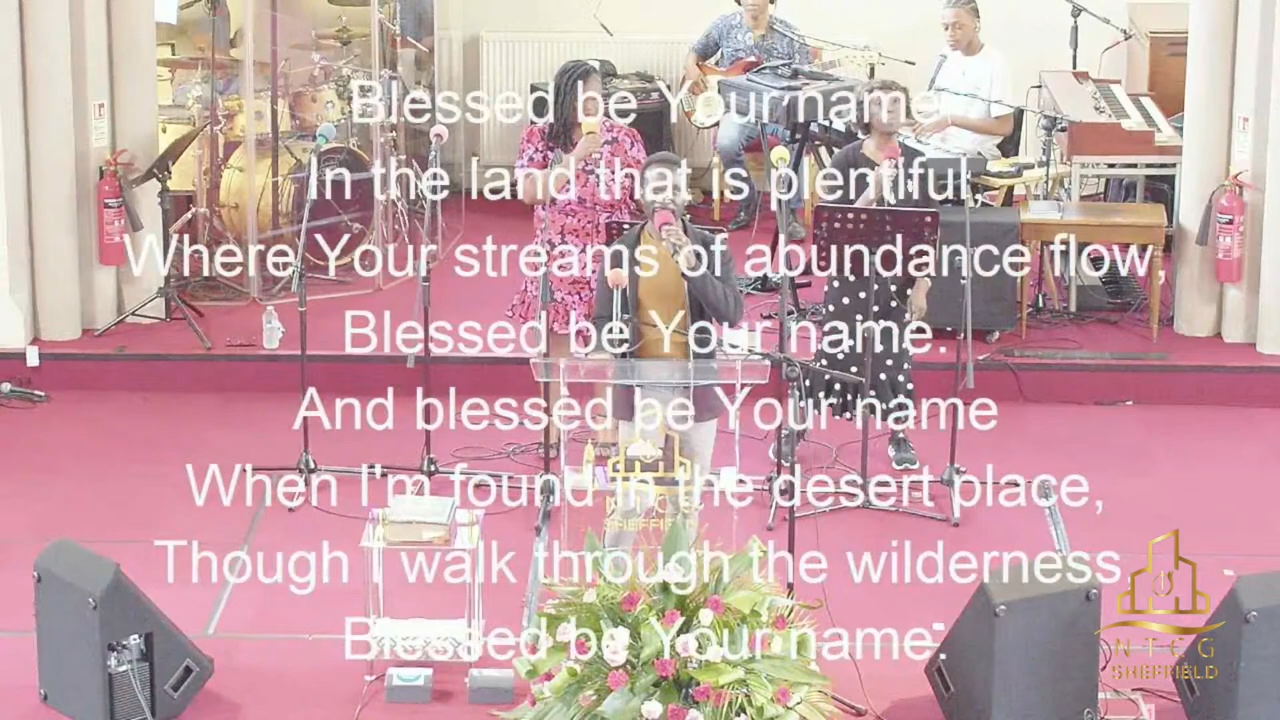 Blessed be Your name
In the land that is plentiful
Where Your streams of abundance flow,
Blessed be Your name.
And blessed be Your name
When I'm found in the desert place,
Though I walk through the wilderness
Blessed be Your name.
N T C G
SHEFFIELD
N T C G
SHEFFIELD